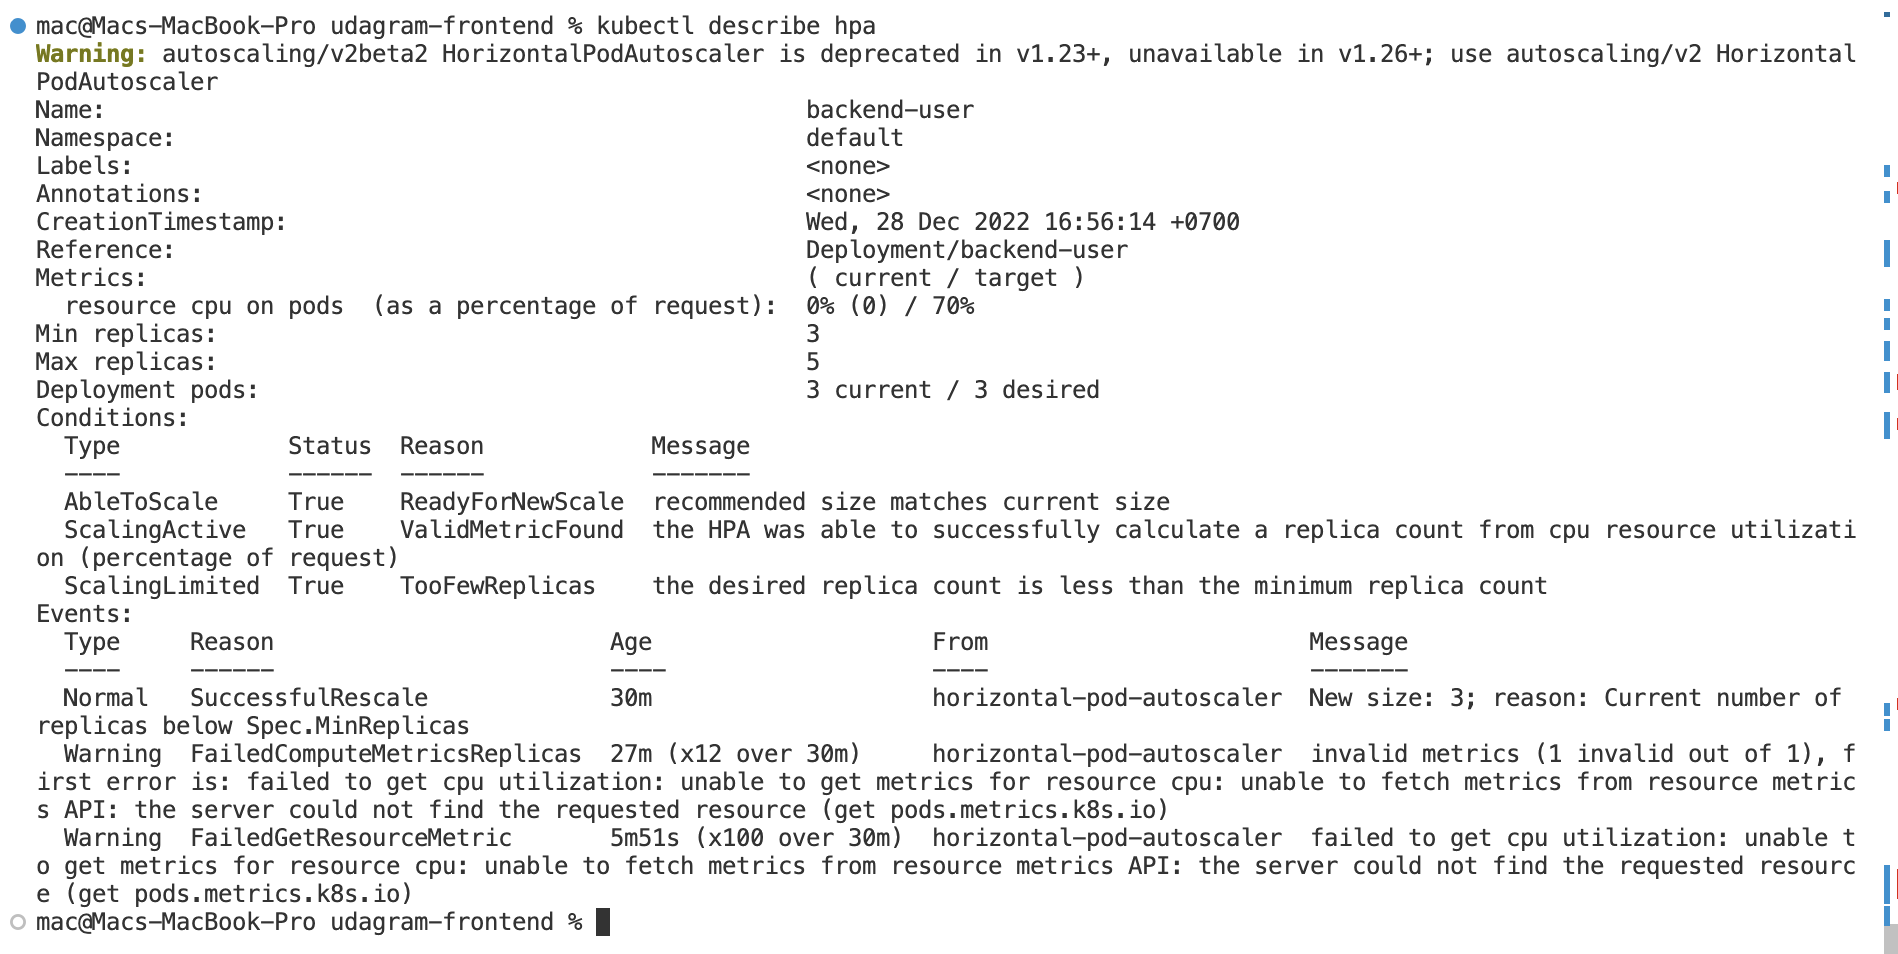 mac@Macs-MacBook-Pro udagram-frontend % kubectl describe hpa
Warning: autoscaling/v2beta2 HorizontalPodAutoscaler is deprecated in v1.23+, unavailable in v1.26+; use autoscaling/v2 Horizontal
PodAutoscaler
Name:                                                  backend-user
Namespace:                                             default
Labels:                                                <none>
Annotations:                                           <none>
CreationTimestamp:                                     Wed, 28 Dec 2022 16:56:14 +0700
Reference:                                             Deployment/backend-user
Metrics:                                               ( current / target )
  resource cpu on pods  (as a percentage of request):  0% (0) / 70%
Min replicas:                                          3
Max replicas:                                          5
Deployment pods:                                       3 current / 3 desired
Conditions:
  Type            Status  Reason            Message
  ----            ------  ------            -------
  AbleToScale     True    ReadyForNewScale  recommended size matches current size
  ScalingActive   True    ValidMetricFound  the HPA was able to successfully calculate a replica count from cpu resource utilizati
on (percentage of request)
  ScalingLimited  True    TooFewReplicas    the desired replica count is less than the minimum replica count
Events:
  Type     Reason                        Age                    From                       Message
  ----     ------                        ----                   ----                       -------
  Normal   SuccessfulRescale             30m                    horizontal-pod-autoscaler  New size: 3; reason: Current number of
replicas below Spec.MinReplicas
  Warning  FailedComputeMetricsReplicas  27m (x12 over 30m)     horizontal-pod-autoscaler  invalid metrics (1 invalid out of 1), f
irst error is: failed to get cpu utilization: unable to get metrics for resource cpu: unable to fetch metrics from resource metric
s API: the server could not find the requested resource (get pods.metrics.k8s.io)
  Warning  FailedGetResourceMetric       5m51s (x100 over 30m)  horizontal-pod-autoscaler  failed to get cpu utilization: unable t
o get metrics for resource cpu: unable to fetch metrics from resource metrics API: the server could not find the requested resourc
e (get pods.metrics.k8s.io)
mac@Macs-MacBook-Pro udagram-frontend %